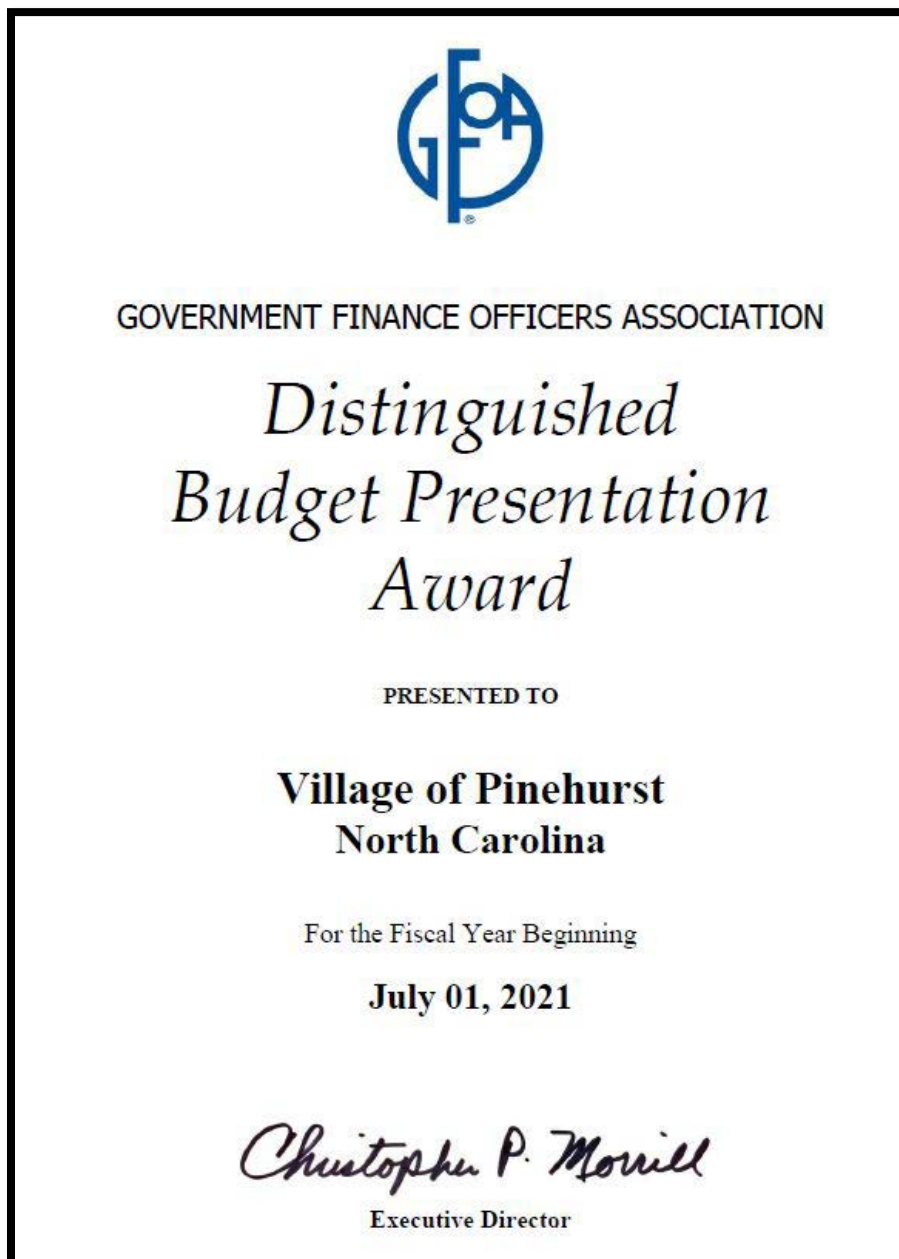 GFOA
®
GOVERNMENT FINANCE OFFICERS ASSOCIATION
Distinguished
Budget Presentation
Award
PRESENTED TO
Village of Pinehurst
North Carolina
For the Fiscal Year Beginning
July 01, 2021
Christopher P. Morrill
Executive Director